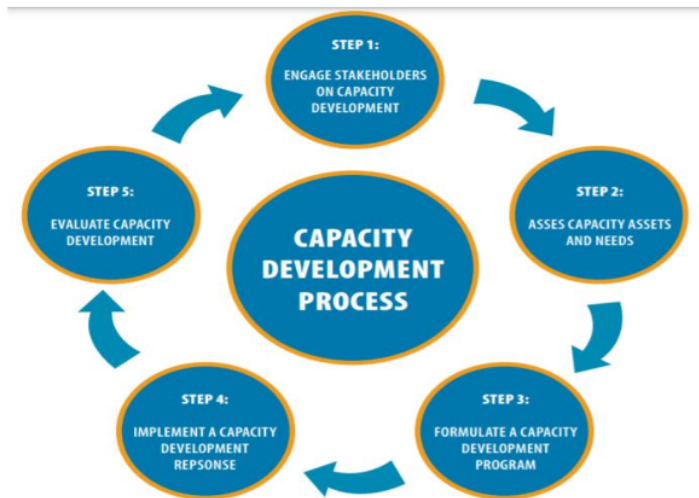 STEP 1:
ENGAGE STAKEHOLDERS
ON CAPACITY
DEVELOPMENT
STEP 2:
ASSES CAPACITY ASSETS
AND NEEDS
STEP 3:
FORMULATE A CAPACITY
DEVELOPMENT
PROGRAM
STEP 4:
IMPLEMENT A CAPACITY
DEVELOPMENT
REPSONSE
STEP 5:
EVALUATE CAPACITY
DEVELOPMENT
CAPACITY
DEVELOPMENT
PROCESS